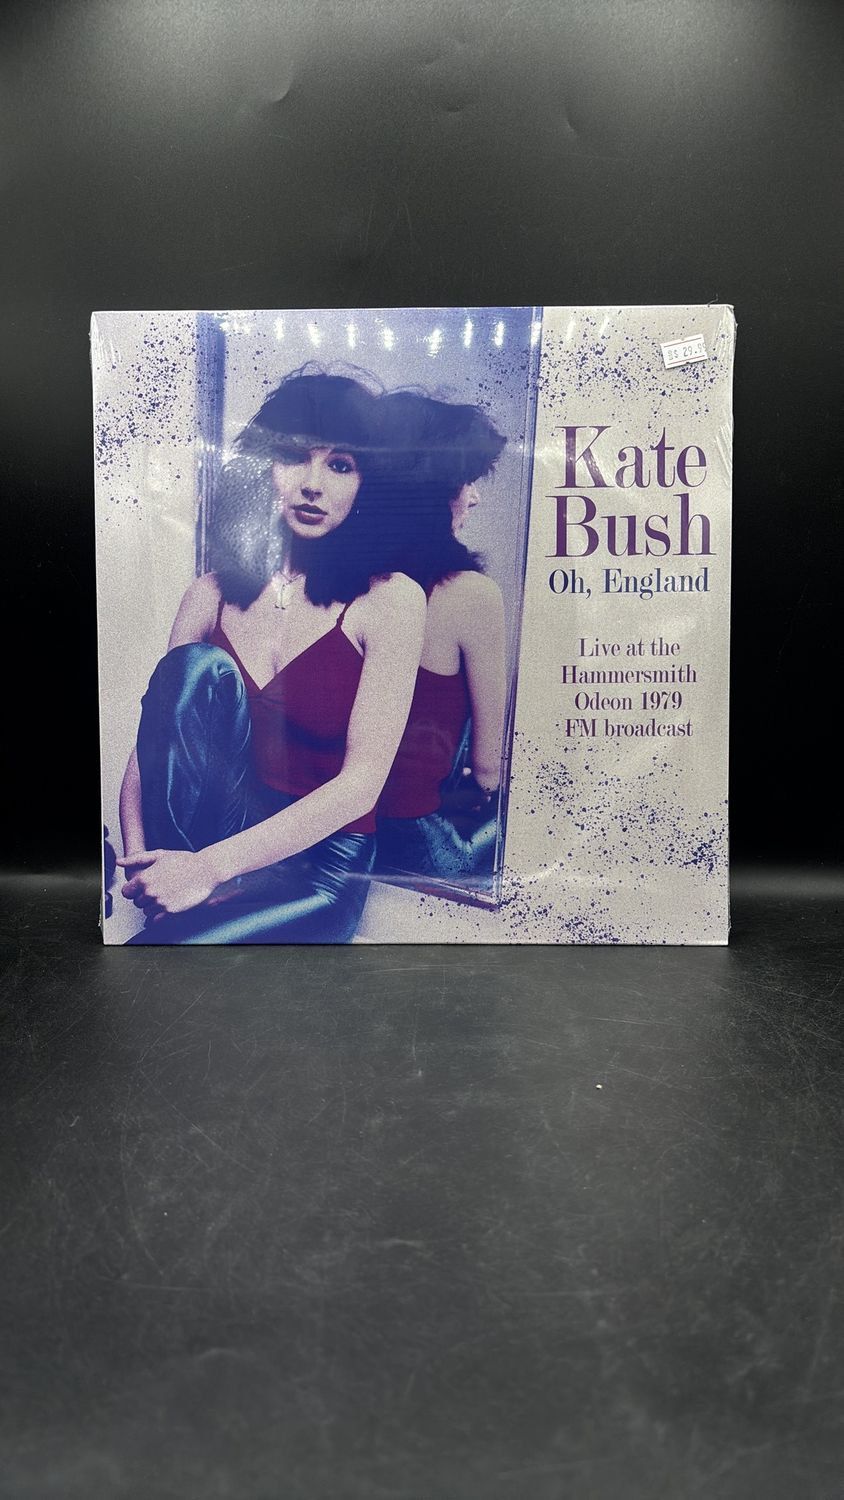 Kate
Bush
Oh, England
Live at the
Hammersmith
Odeon 1979
FM broadcast